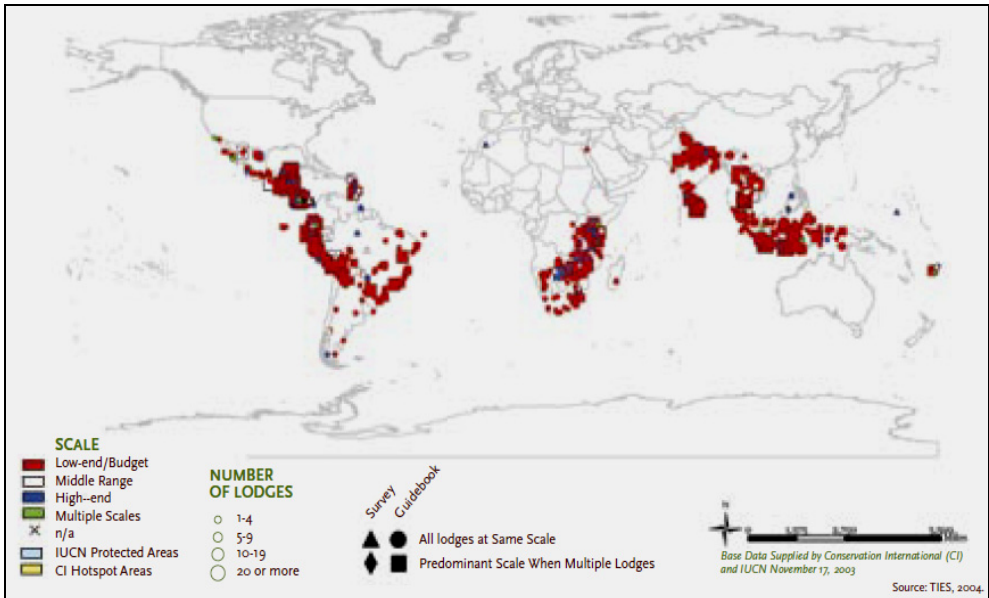 SCALE
Low-end/Budget
Middle Range
High--end
Multiple Scales
n/a
IUCN Protected Areas
CI Hotspot Areas
NUMBER
OF LODGES
1-4
5-9
10-19
20 or more
Survey
Guidebook
All lodges at Same Scale
Predominant Scale When Multiple Lodges
N
0
Base Data Supplied by Conservation International (CI)
and IUCN November 17, 2003
Source: TIES, 2004.